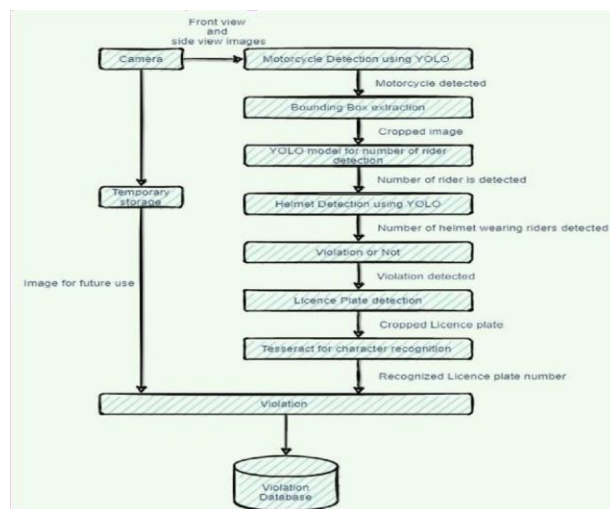 Front view
and
side view images
Camera
Motorcycle Detection using YOLO
Motorcycle detected
Bounding Box extraction
Cropped image
YOLO model for number of rider
detection
Number of rider is detected
Temporary
storage
Helmet Detection using YOLO
Number of helmet wearing riders detected
Violation or Not
Violation detected
Image for future use
Licence Plate detection
Cropped Licence plate
Tesseract for character recognition
Recognized Licence plate number
Violation
Violation
Database